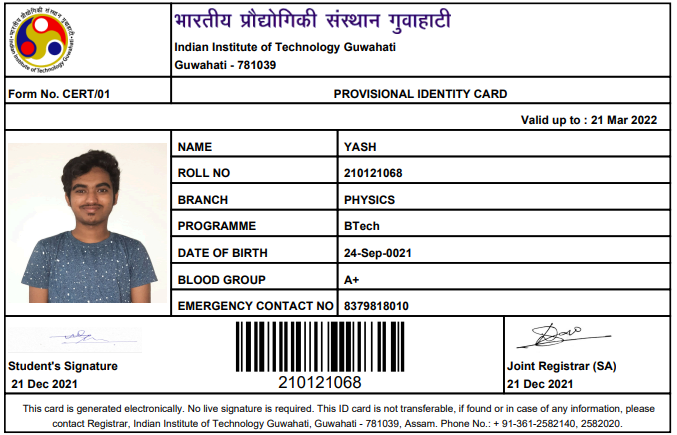 भारतीय प्रौद्योगिकी संस्थान गुवाहाटी
Indian Institute of Technology Guwahati
Guwahati - 781039
Form No. CERT/01
PROVISIONAL IDENTITY CARD
Valid up to : 21 Mar 2022
NAME YASH
ROLL NO 210121068
BRANCH PHYSICS
PROGRAMME BTech
DATE OF BIRTH 24-Sep-0021
BLOOD GROUP A+
EMERGENCY CONTACT NO 8379818010
Student's Signature
21 Dec 2021
210121068
Joint Registrar (SA)
21 Dec 2021
This card is generated electronically. No live signature is required. This ID card is not transferable, if found or in case of any information, please
contact Registrar, Indian Institute of Technology Guwahati, Guwahati - 781039, Assam. Phone No.: + 91-361-2582140, 2582020.